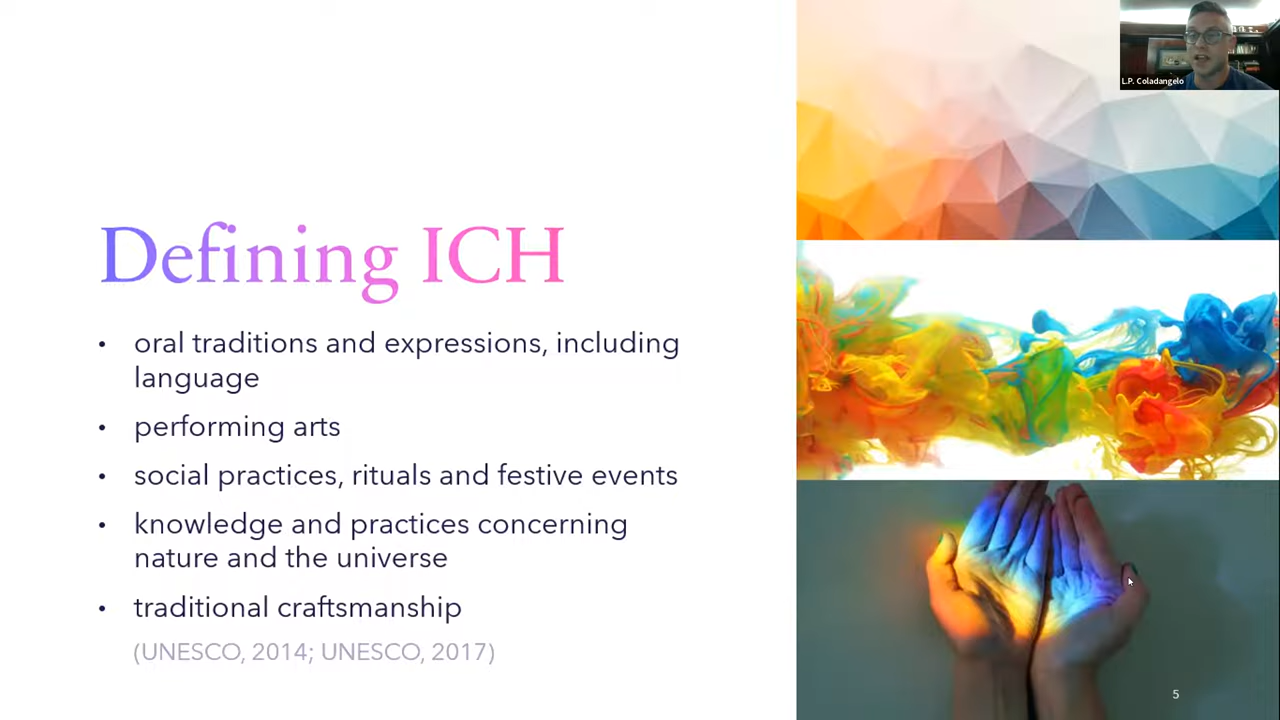 L.P. Coladangelo
Defining ICH
• oral traditions and expressions, including
language
• performing arts
• social practices, rituals and festive events
• knowledge and practices concerning
nature and the universe
• traditional craftsmanship
(UNESCO, 2014; UNESCO, 2017)
5